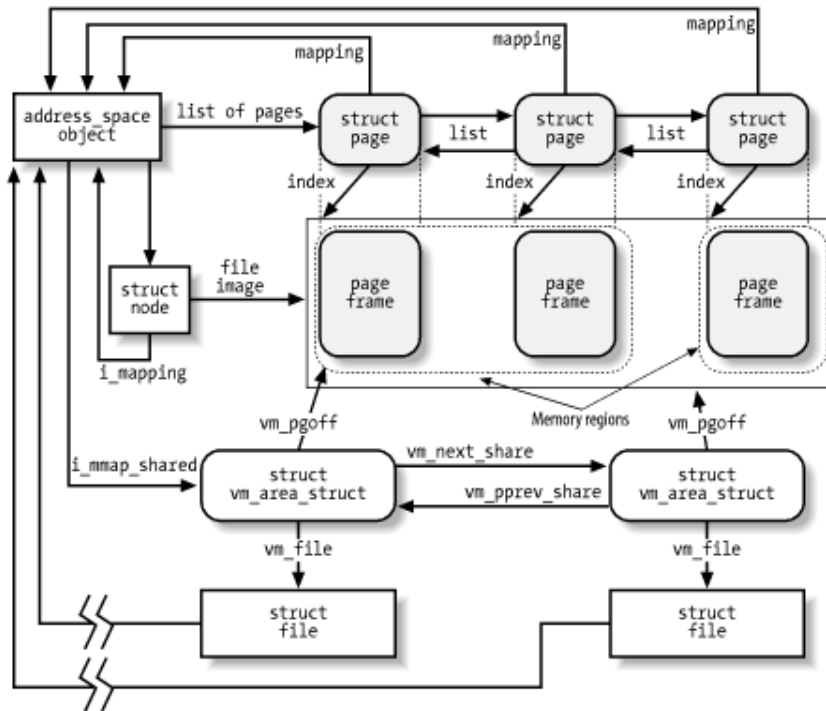 mapping
mapping
mapping
address_space
object
list of pages
struct
page
list
struct
page
list
struct
page
index
index
index
struct
node
file
image
page
frame
page
frame
page
frame
i_mapping
vm_pgoff
Memory regions
vm_pgoff
i_mmap_shared
struct
vm_area_struct
vm_next_share
vm_pprev_share
struct
vm_area_struct
vm_file
vm_file
struct
file
struct
file